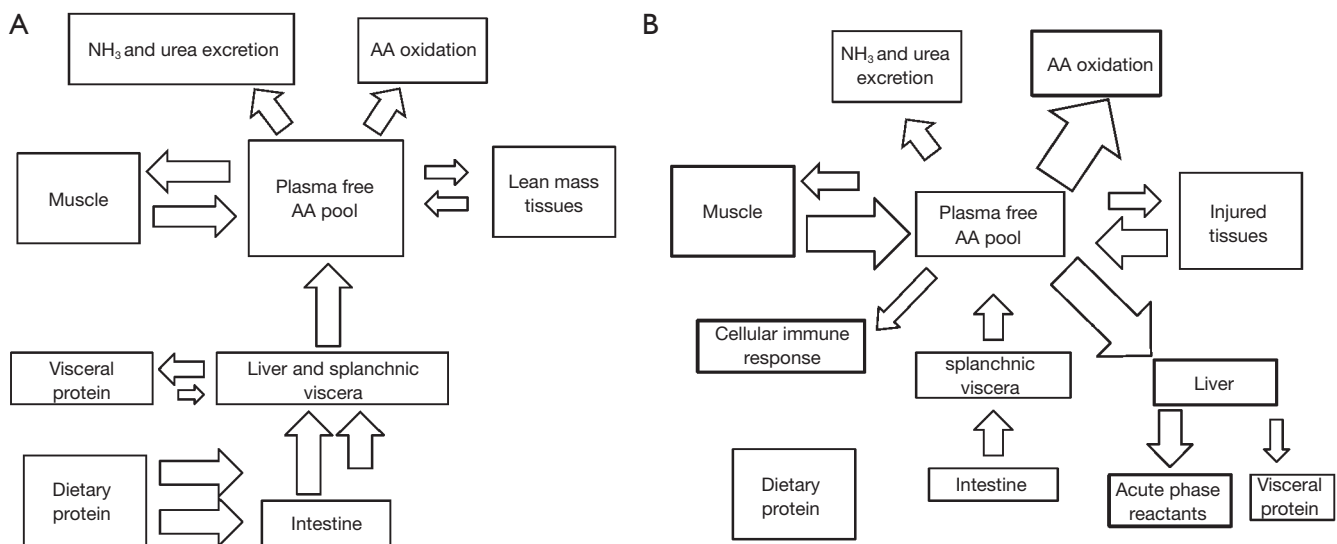 A
NH₃ and urea excretion
AA oxidation
Muscle
Plasma free
AA pool
Lean mass
tissues
Visceral
protein
Liver and splanchnic
viscera
Dietary
protein
Intestine
B
NH₃ and urea
excretion
AA oxidation
Muscle
Plasma free
AA pool
Injured
tissues
Cellular immune
response
splanchnic
viscera
Liver
Dietary
protein
Intestine
Acute phase
reactants
Visceral
protein